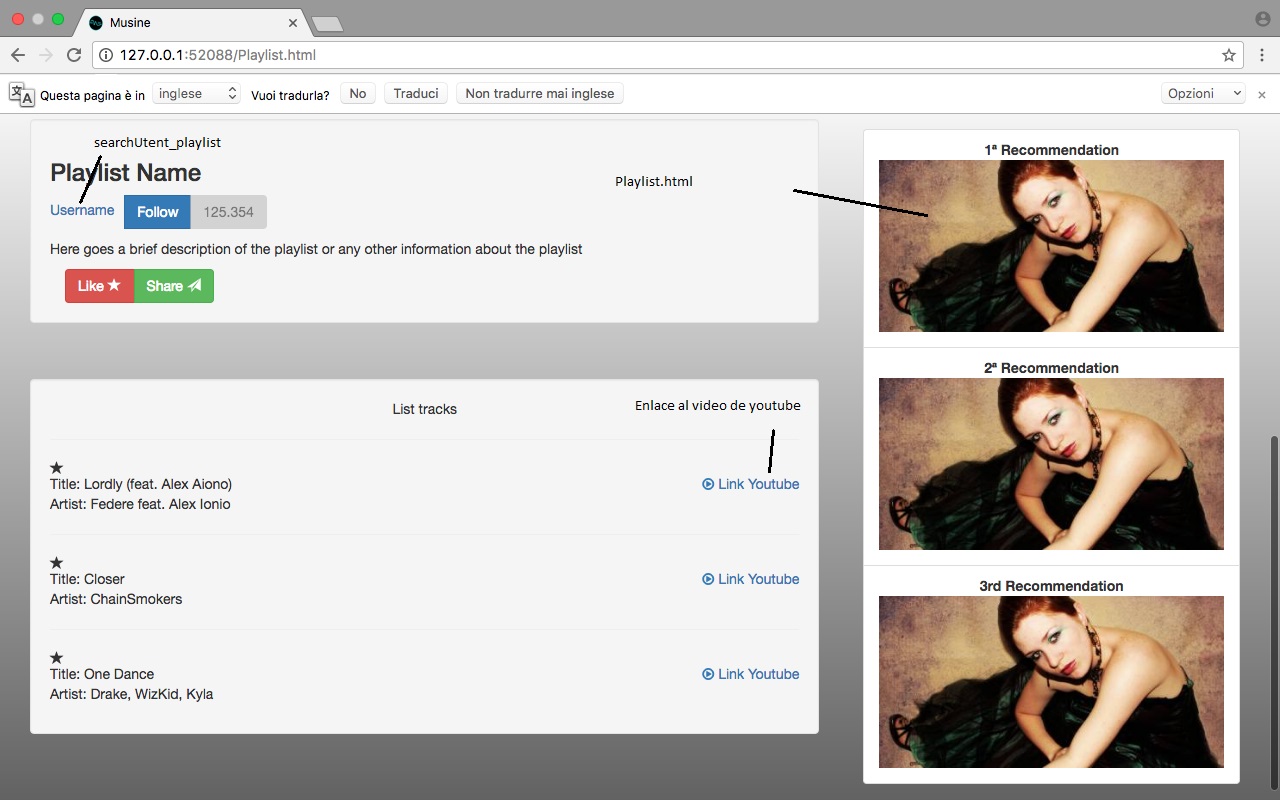 Musine
127.0.0.1:52088/Playlist.html
Questa pagina è in inglese Vuoi tradurla? No Traduci Non tradurre mai inglese Opzioni
searchUtent_playlist
Playlist Name
Playlist.html
Username Follow 125.354
Here goes a brief description of the playlist or any other information about the playlist
Like Share
List tracks
Enlace al video de youtube
Title: Lordly (feat. Alex Aiono)
Artist: Federe feat. Alex Ionio
Link Youtube
Title: Closer
Artist: ChainSmokers
Link Youtube
Title: One Dance
Artist: Drake, WizKid, Kyla
Link Youtube
1ª Recommendation
2ª Recommendation
3rd Recommendation